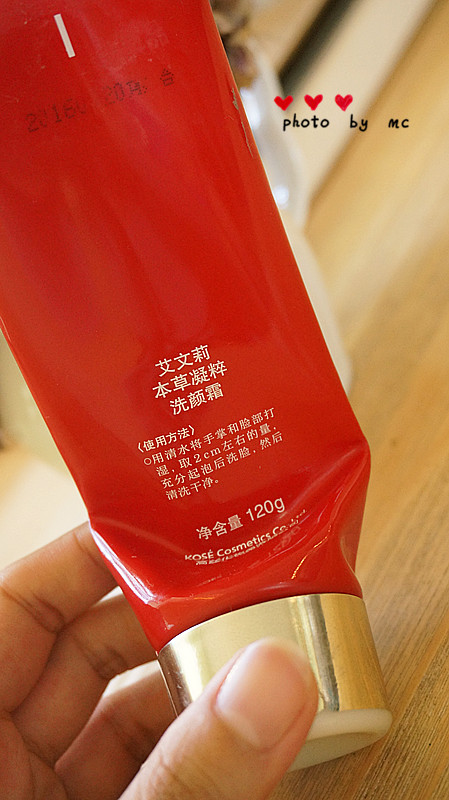 photo by mc
艾文莉
本草凝粹
洗颜霜
〈使用方法〉
○用清水将手掌和脸部打
湿，取2cm左右的量，
充分起泡后洗脸，然后
清洗干净。
净含量 120g
KOSÉ Cosmetics Co., Ltd.